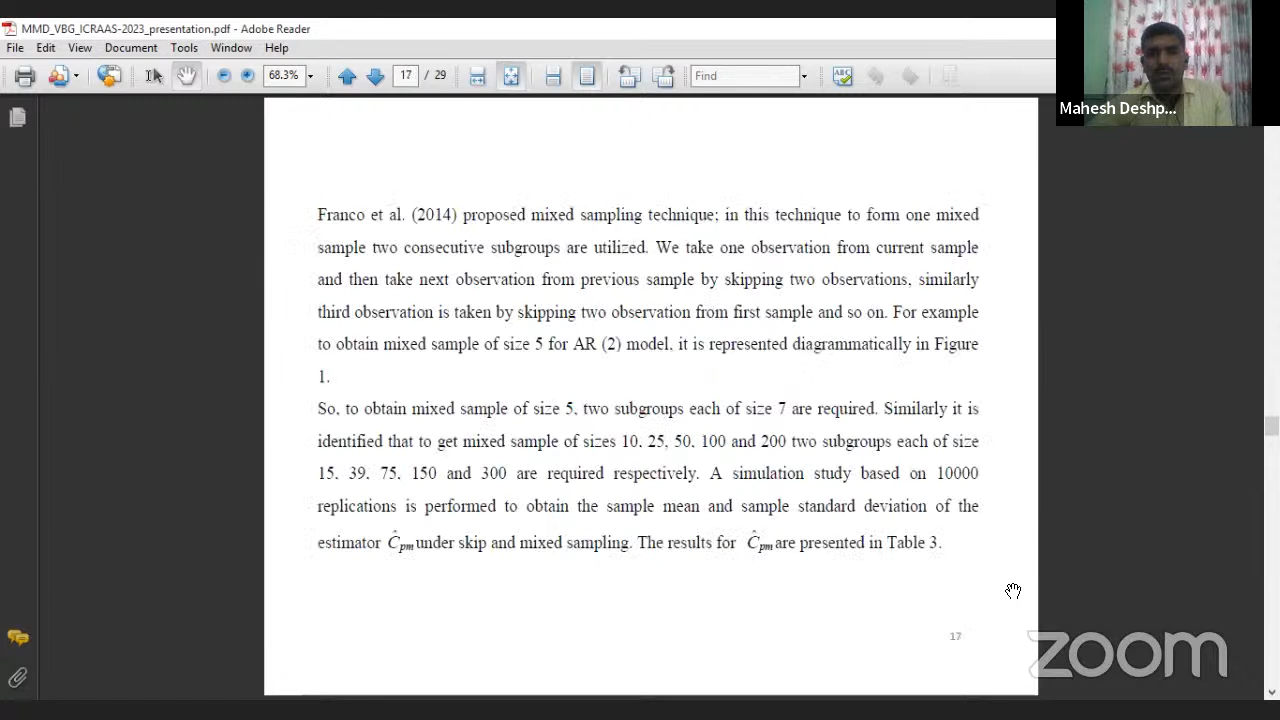 MMD_VBG_ICRAAS-2023_presentation.pdf - Adobe Reader
File Edit View Document Tools Window Help
68.3% 17 / 29 Find
Mahesh Deshp...
Franco et al. (2014) proposed mixed sampling technique; in this technique to form one mixed
sample two consecutive subgroups are utilized. We take one observation from current sample
and then take next observation from previous sample by skipping two observations, similarly
third observation is taken by skipping two observation from first sample and so on. For example
to obtain mixed sample of size 5 for AR (2) model, it is represented diagrammatically in Figure
1.
So, to obtain mixed sample of size 5, two subgroups each of size 7 are required. Similarly it is
identified that to get mixed sample of sizes 10, 25, 50, 100 and 200 two subgroups each of size
15, 39, 75, 150 and 300 are required respectively. A simulation study based on 10000
replications is performed to obtain the sample mean and sample standard deviation of the
estimator Ĉpm under skip and mixed sampling. The results for Ĉpm are presented in Table 3.
17
zoom